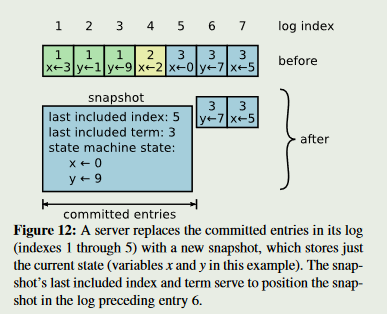 1 2 3 4 5 6 7 log index
1 1 1 2 3 3 3
x←3 y←1 y←9 x←2 x←0 y←7 x←5 before
snapshot
3 3
y←7 x←5
last included index: 5
last included term: 3
state machine state:
x ← 0
y ← 9
after
committed entries
Figure 12: A server replaces the committed entries in its log
(indexes 1 through 5) with a new snapshot, which stores just
the current state (variables x and y in this example). The snap-
shot's last included index and term serve to position the snap-
shot in the log preceding entry 6.